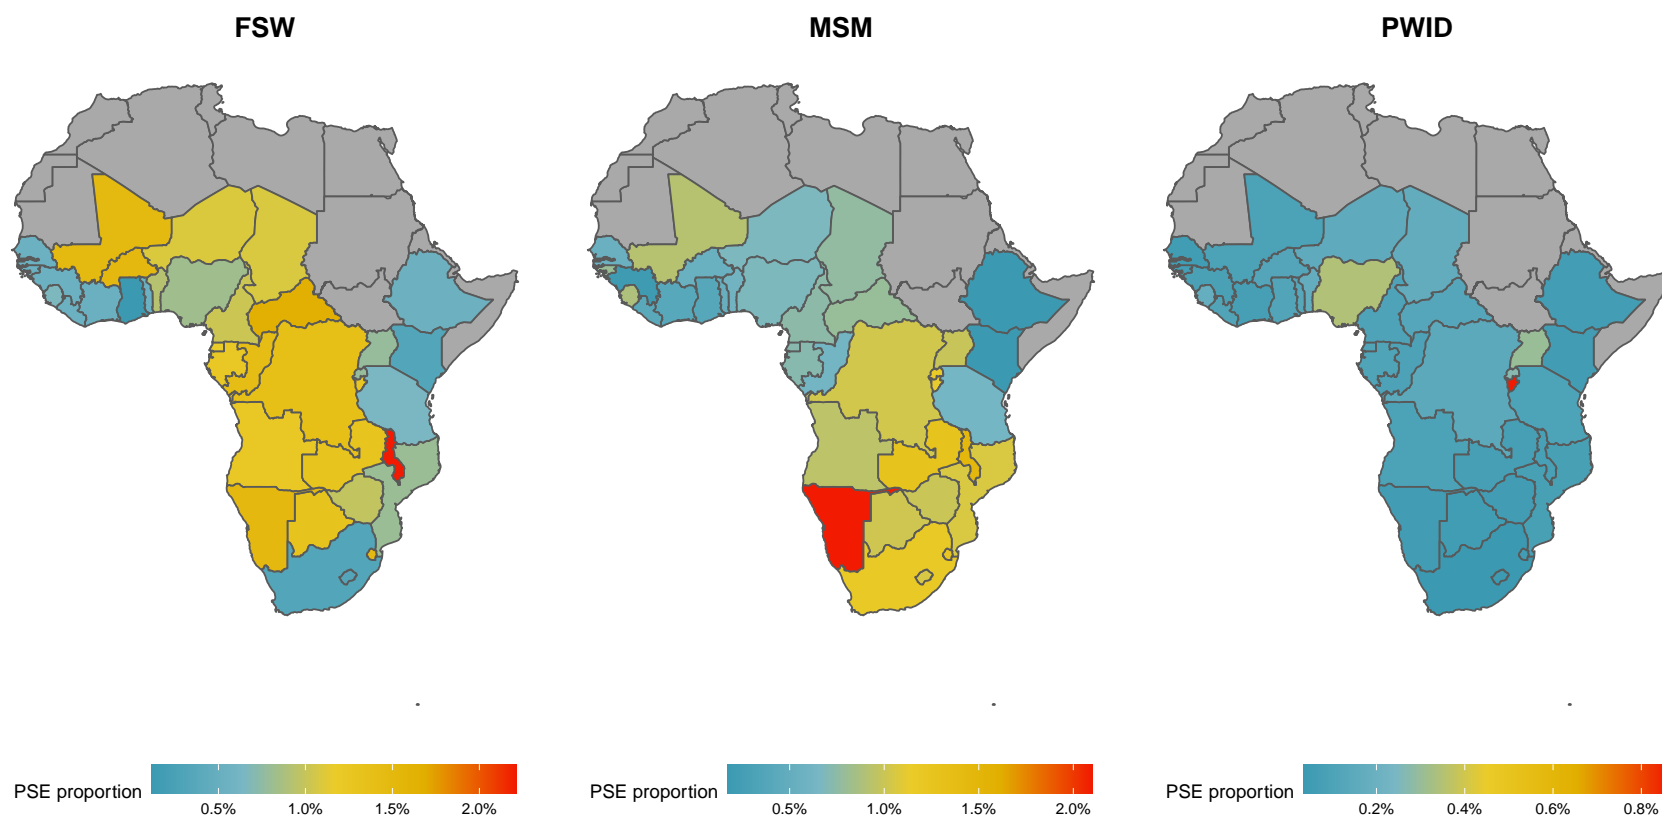 FSW
MSM
PWID
PSE proportion
0.5%
1.0%
1.5%
2.0%
PSE proportion
0.5%
1.0%
1.5%
2.0%
PSE proportion
0.2%
0.4%
0.6%
0.8%